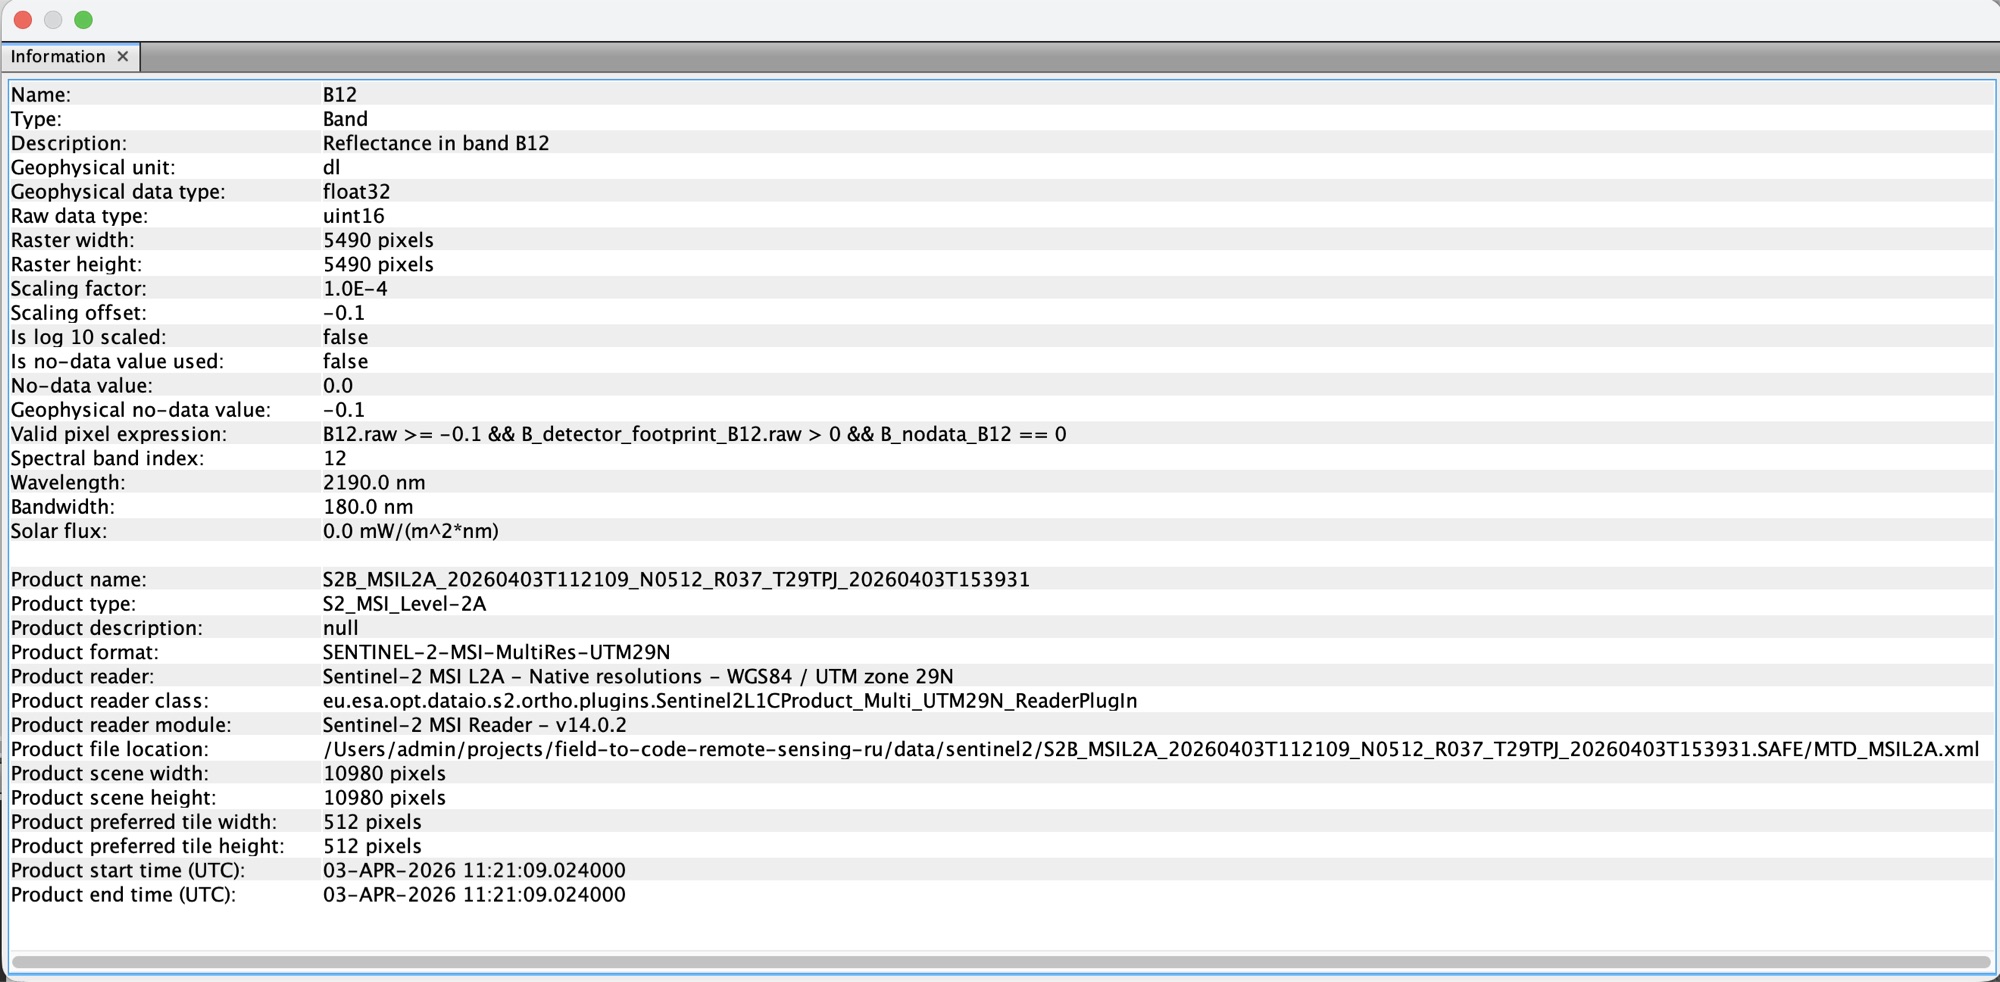 Information ×
Name: B12
Type: Band
Description: Reflectance in band B12
Geophysical unit: dl
Geophysical data type: float32
Raw data type: uint16
Raster width: 5490 pixels
Raster height: 5490 pixels
Scaling factor: 1.0E-4
Scaling offset: -0.1
Is log 10 scaled: false
Is no-data value used: false
No-data value: 0.0
Geophysical no-data value: -0.1
Valid pixel expression: B12.raw >= -0.1 && B_detector_footprint_B12.raw > 0 && B_nodata_B12 == 0
Spectral band index: 12
Wavelength: 2190.0 nm
Bandwidth: 180.0 nm
Solar flux: 0.0 mW/(m^2*nm)
Product name: S2B_MSIL2A_20260403T112109_N0512_R037_T29TPJ_20260403T153931
Product type: S2_MSI_Level-2A
Product description: null
Product format: SENTINEL-2-MSI-MultiRes-UTM29N
Product reader: Sentinel-2 MSI L2A - Native resolutions - WGS84 / UTM zone 29N
Product reader class: eu.esa.opt.dataio.s2.ortho.plugins.Sentinel2L1CProduct_Multi_UTM29N_ReaderPlugIn
Product reader module: Sentinel-2 MSI Reader - v14.0.2
Product file location: /Users/admin/projects/field-to-code-remote-sensing-ru/data/sentinel2/S2B_MSIL2A_20260403T112109_N0512_R037_T29TPJ_20260403T153931.SAFE/MTD_MSIL2A.xml
Product scene width: 10980 pixels
Product scene height: 10980 pixels
Product preferred tile width: 512 pixels
Product preferred tile height: 512 pixels
Product start time (UTC): 03-APR-2026 11:21:09.024000
Product end time (UTC): 03-APR-2026 11:21:09.024000